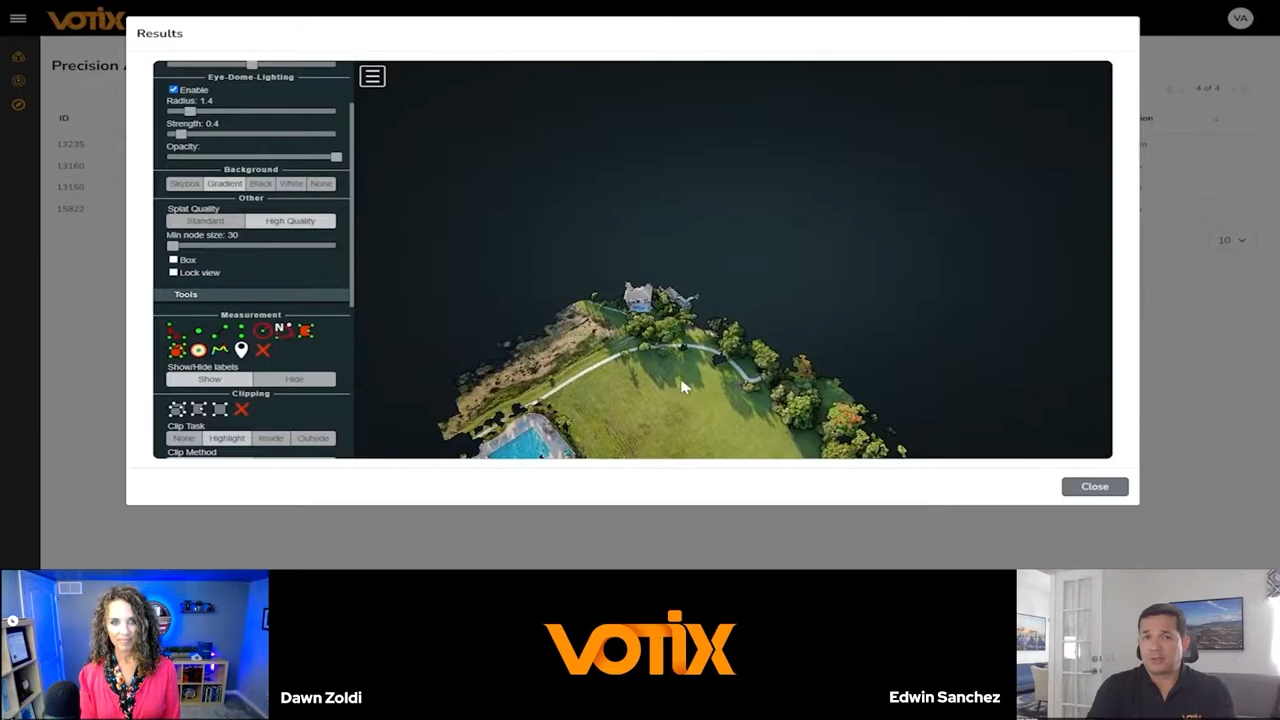 VOTIX
VA
Results
Precision A
4 of 4
ID
ion
13235
13160
13150
15822
10
Eye-Dome-Lighting
Enable
Radius: 1.4
Strength: 0.4
Opacity:
Background
Skybox Gradient Black White None
Other
Splat Quality
Standard High Quality
Min node size: 30
Box
Lock view
Tools
Measurement
N
Show/Hide labels
Show Hide
Clipping
Clip Task
None Highlight Inside Outside
Clip Method
Close
VOTIX
Dawn Zoldi
Edwin Sanchez